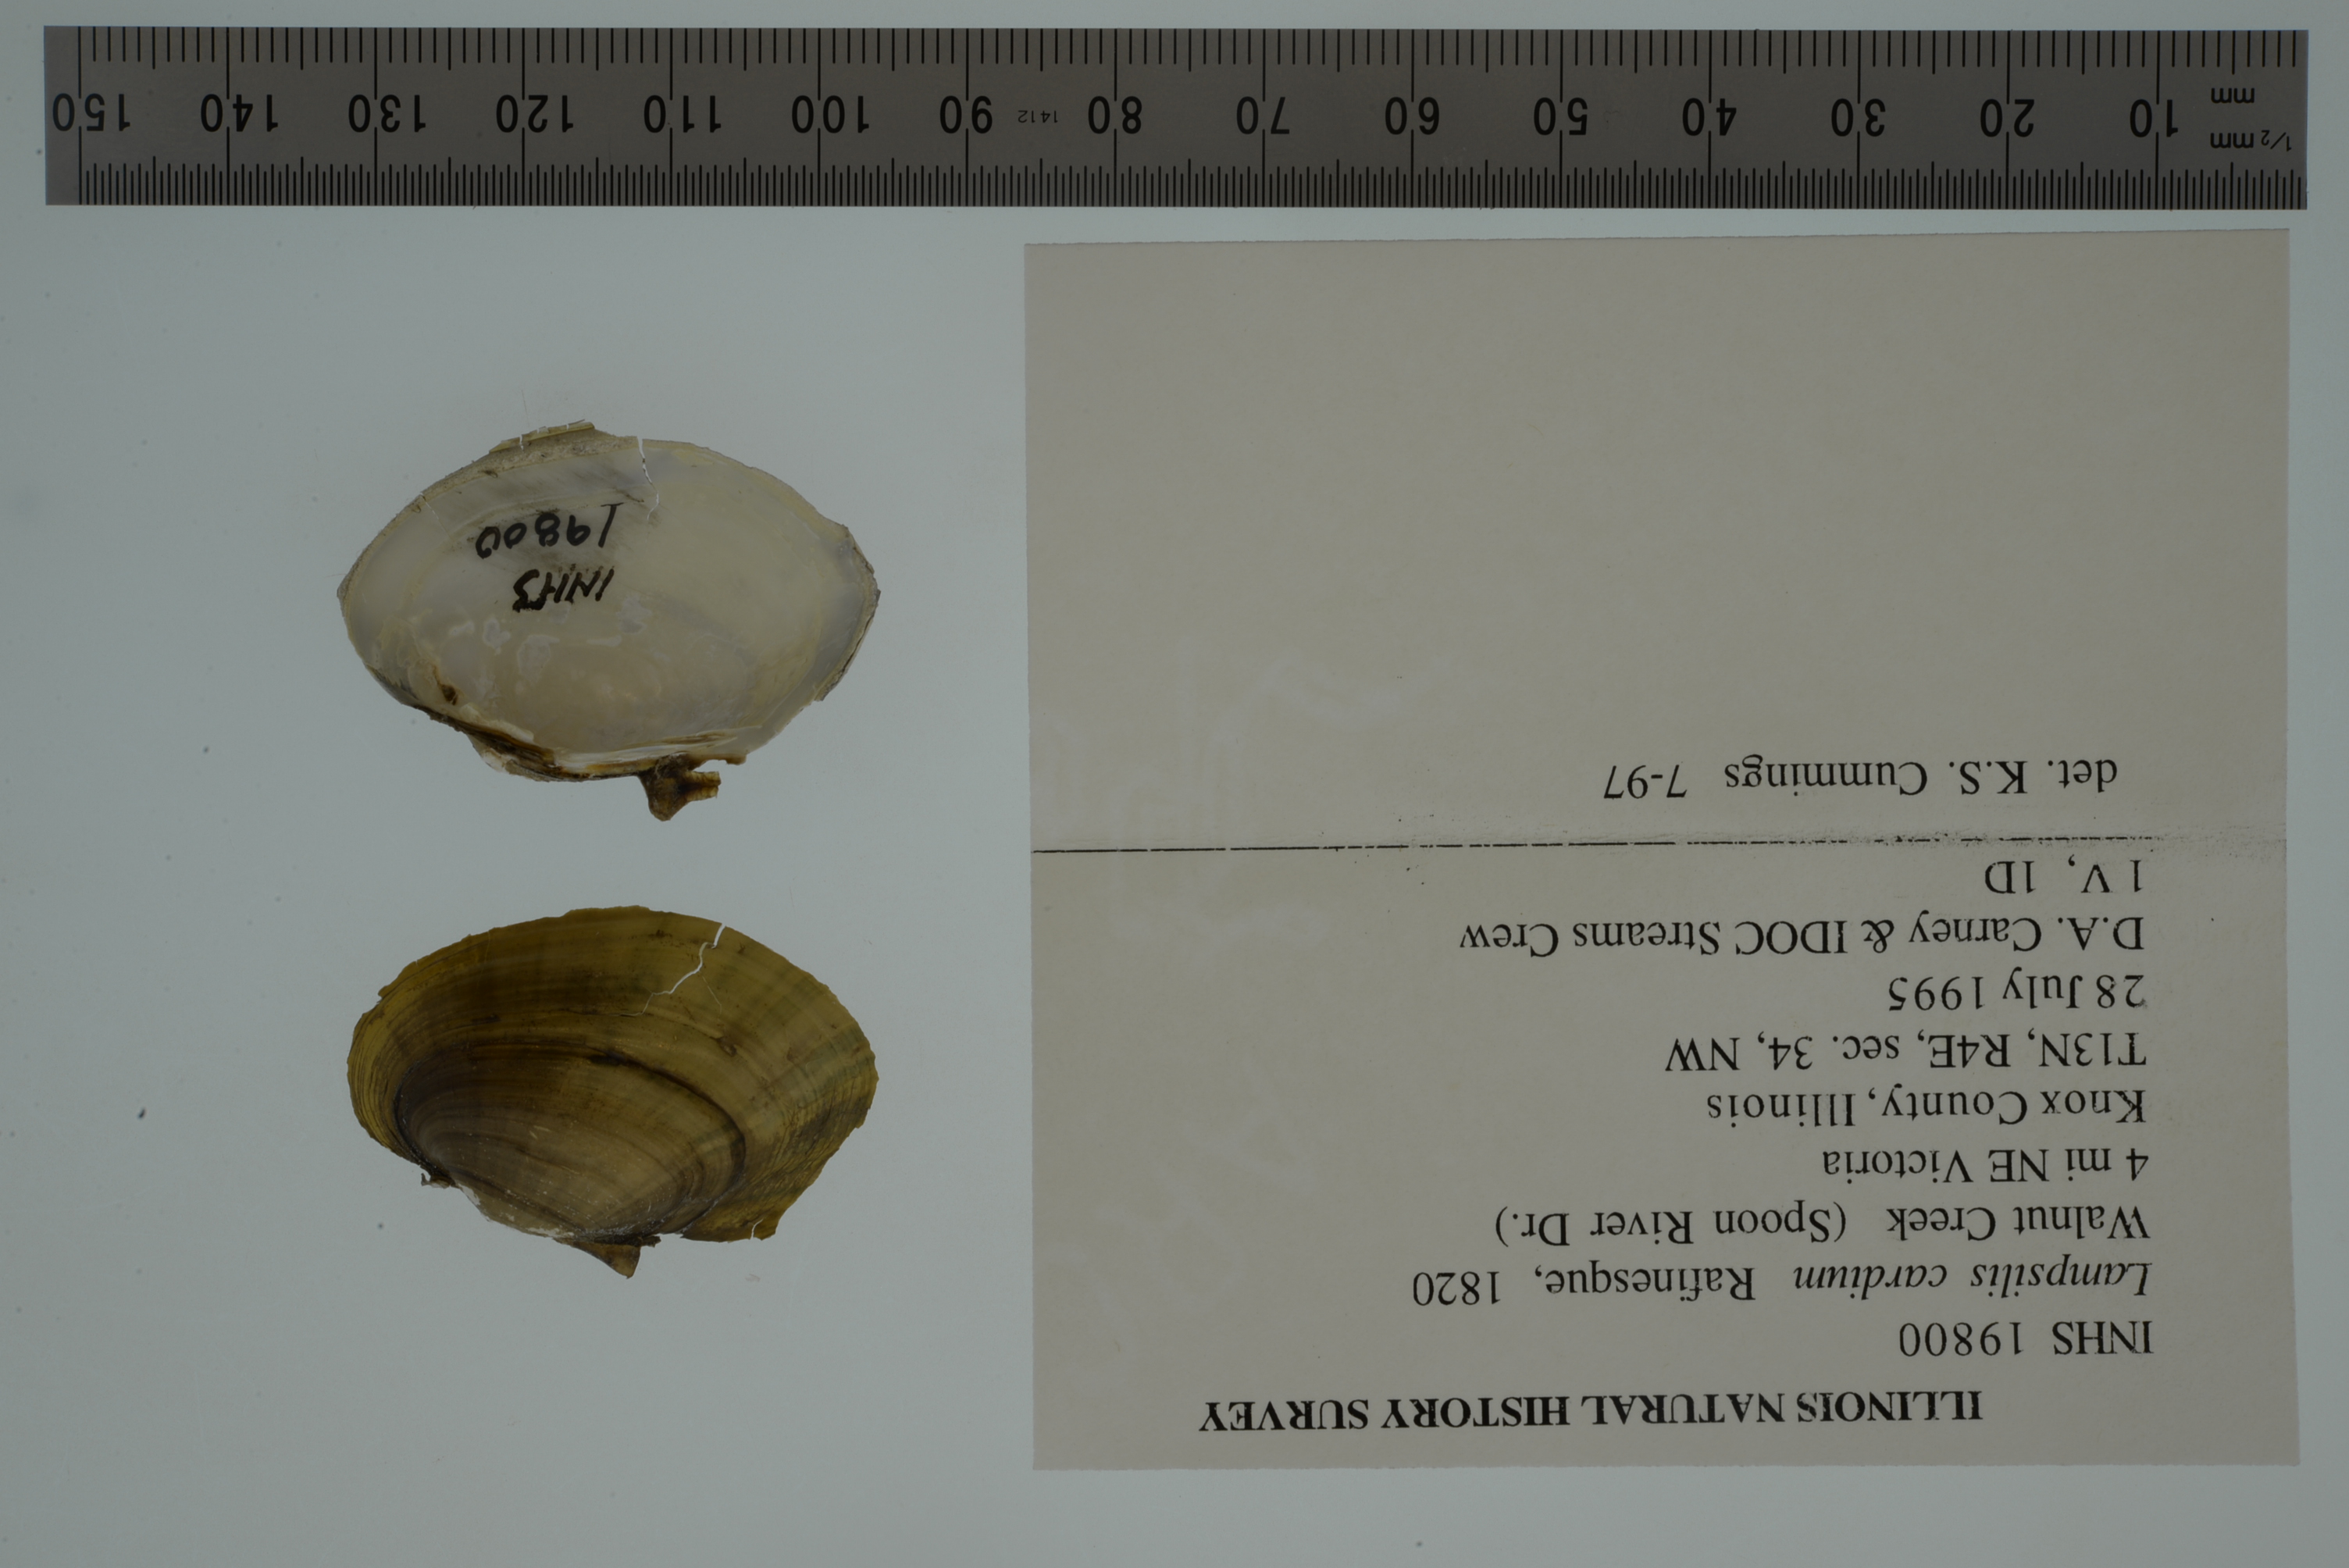 ILLINOIS NATURAL HISTORY SURVEY
INHS 19800
Lampsilis cardium Rafinesque, 1820
Walnut Creek (Spoon River Dr.)
4 mi NE Victoria
Knox County, Illinois
T13N, R4E, sec. 34, NW
28 July 1995
D.A. Carney & IDOC Streams Crew
1 V, 1D
det. K.S. Cummings 7-97
INHS
19800
1/2 mm
mm
10 20 30 40 50 60 70 80 1412 90 100 110 120 130 140 150